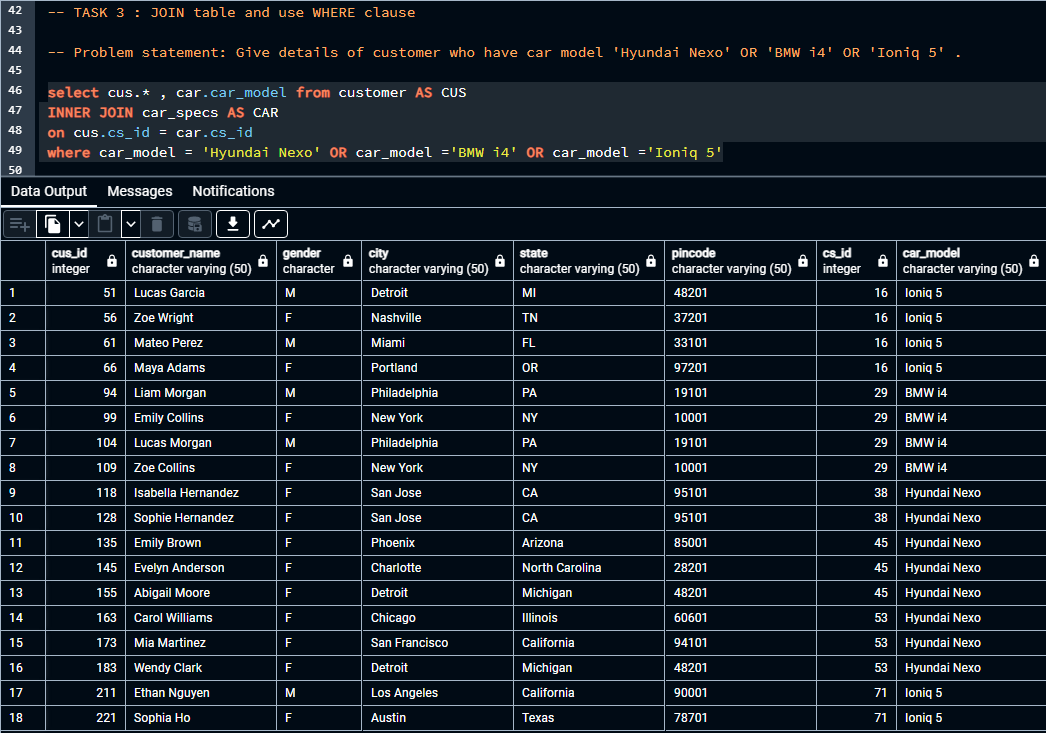 42 -- TASK 3 : JOIN table and use WHERE clause
43
44 -- Problem statement: Give details of customer who have car model 'Hyundai Nexo' OR 'BMW i4' OR 'Ioniq 5' .
45
46 select cus.* , car.car_model from customer AS CUS
47 INNER JOIN car_specs AS CAR
48 on cus.cs_id = car.cs_id
49 where car_model = 'Hyundai Nexo' OR car_model ='BMW i4' OR car_model ='Ioniq 5'
50
Data Output Messages Notifications
cus_id customer_name gender city state pincode cs_id car_model
integer character varying (50) character character varying (50) character varying (50) character varying (50) integer character varying (50)
1 51 Lucas Garcia M Detroit MI 48201 16 Ioniq 5
2 56 Zoe Wright F Nashville TN 37201 16 Ioniq 5
3 61 Mateo Perez M Miami FL 33101 16 Ioniq 5
4 66 Maya Adams F Portland OR 97201 16 Ioniq 5
5 94 Liam Morgan M Philadelphia PA 19101 29 BMW i4
6 99 Emily Collins F New York NY 10001 29 BMW i4
7 104 Lucas Morgan M Philadelphia PA 19101 29 BMW i4
8 109 Zoe Collins F New York NY 10001 29 BMW i4
9 118 Isabella Hernandez F San Jose CA 95101 38 Hyundai Nexo
10 128 Sophie Hernandez F San Jose CA 95101 38 Hyundai Nexo
11 135 Emily Brown F Phoenix Arizona 85001 45 Hyundai Nexo
12 145 Evelyn Anderson F Charlotte North Carolina 28201 45 Hyundai Nexo
13 155 Abigail Moore F Detroit Michigan 48201 45 Hyundai Nexo
14 163 Carol Williams F Chicago Illinois 60601 53 Hyundai Nexo
15 173 Mia Martinez F San Francisco California 94101 53 Hyundai Nexo
16 183 Wendy Clark F Detroit Michigan 48201 53 Hyundai Nexo
17 211 Ethan Nguyen M Los Angeles California 90001 71 Ioniq 5
18 221 Sophia Ho F Austin Texas 78701 71 Ioniq 5